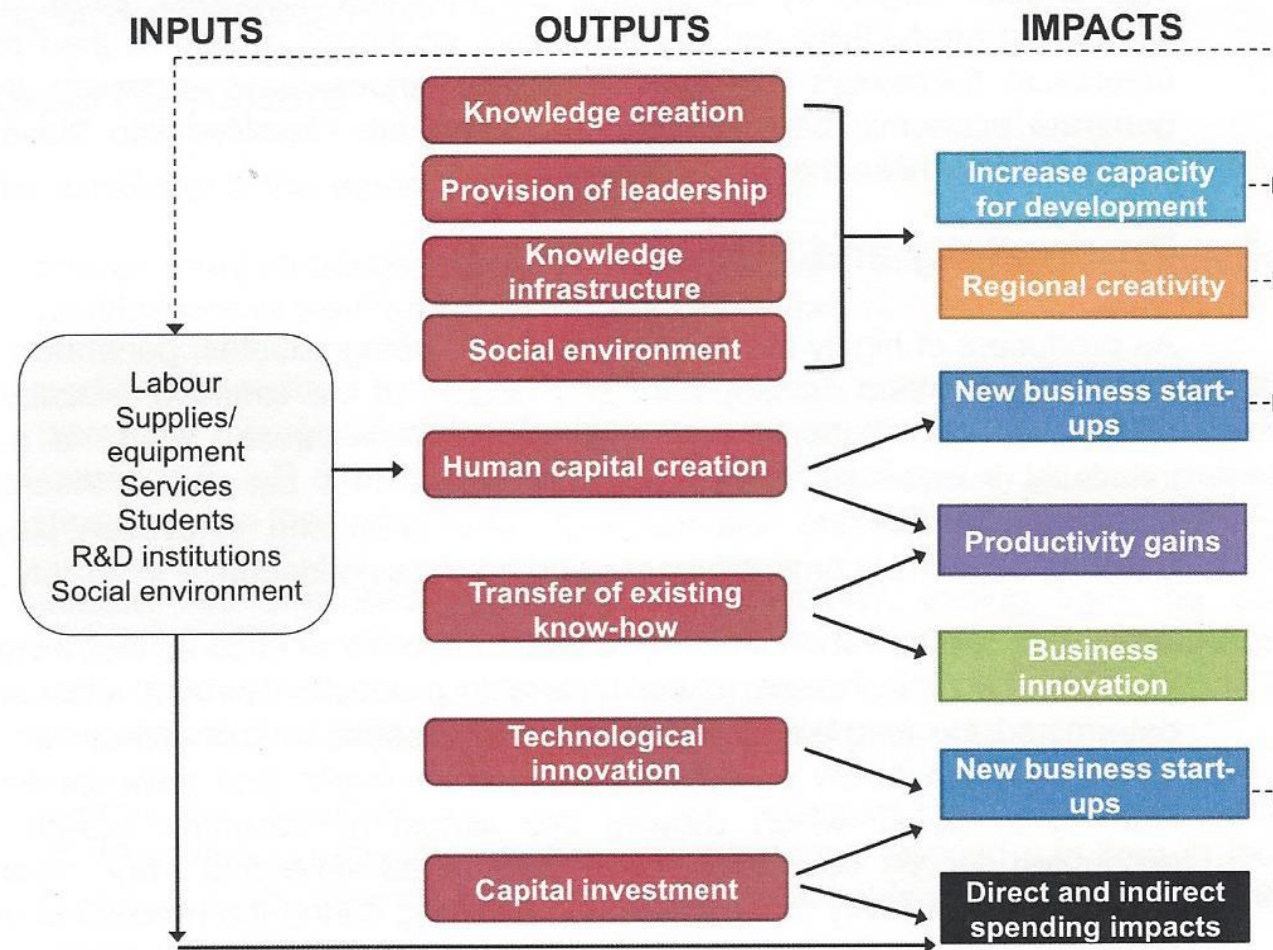 INPUTS
OUTPUTS
IMPACTS
Labour
Supplies/
equipment
Services
Students
R&D institutions
Social environment
Knowledge creation
Provision of leadership
Knowledge
infrastructure
Social environment
Human capital creation
Transfer of existing
know-how
Technological
innovation
Capital investment
Increase capacity
for development
Regional creativity
New business start-
ups
Productivity gains
Business
innovation
New business start-
ups
Direct and indirect
spending impacts